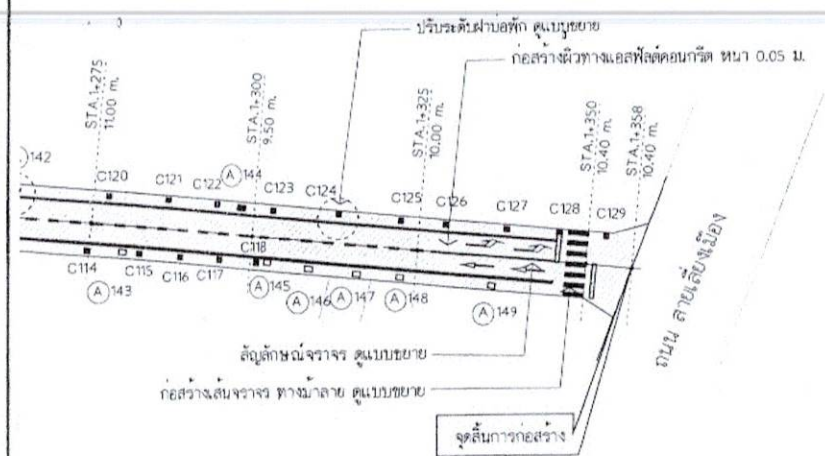 ปรับระดับฝาบ่อพัก ดูแบบขยาย
ก่อสร้างผิวทางแอสฟัลต์คอนกรีต หนา 0.05 ม.
STA.1+275
11.00 m.
STA.1+300
9.50 m.
STA.1+325
10.00 m.
STA.1+350
10.40 m.
STA.1+358
10.40 m.
142
C120
C121
C122
A 144
C123
C124
C125
C126
C127
C128
C129
C114
C115
C116
C117
C118
A 143
A 145
A 146
A 147
A 148
A 149
ถนน สายเลี่ยงเมือง
สัญลักษณ์จราจร ดูแบบขยาย
ก่อสร้างเส้นจราจร ทางม้าลาย ดูแบบขยาย
จุดสิ้นการก่อสร้าง